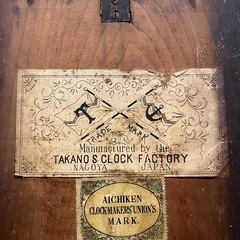 T
TRADE MARK
Manufactured by the
TAKANO S CLOCK FACTORY
NAGOYA JAPAN
AICHIKEN
CLOCKMAKERS' UNION'S
MARK.